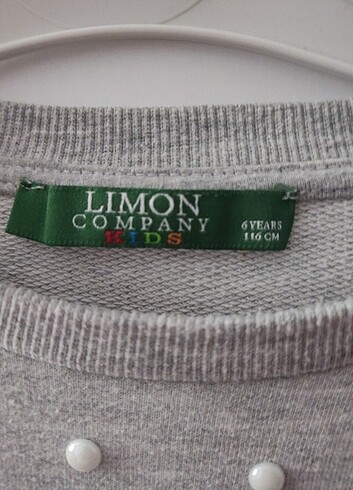 LIMON
COMPANY
KIDS
6 YEARS
116 CM